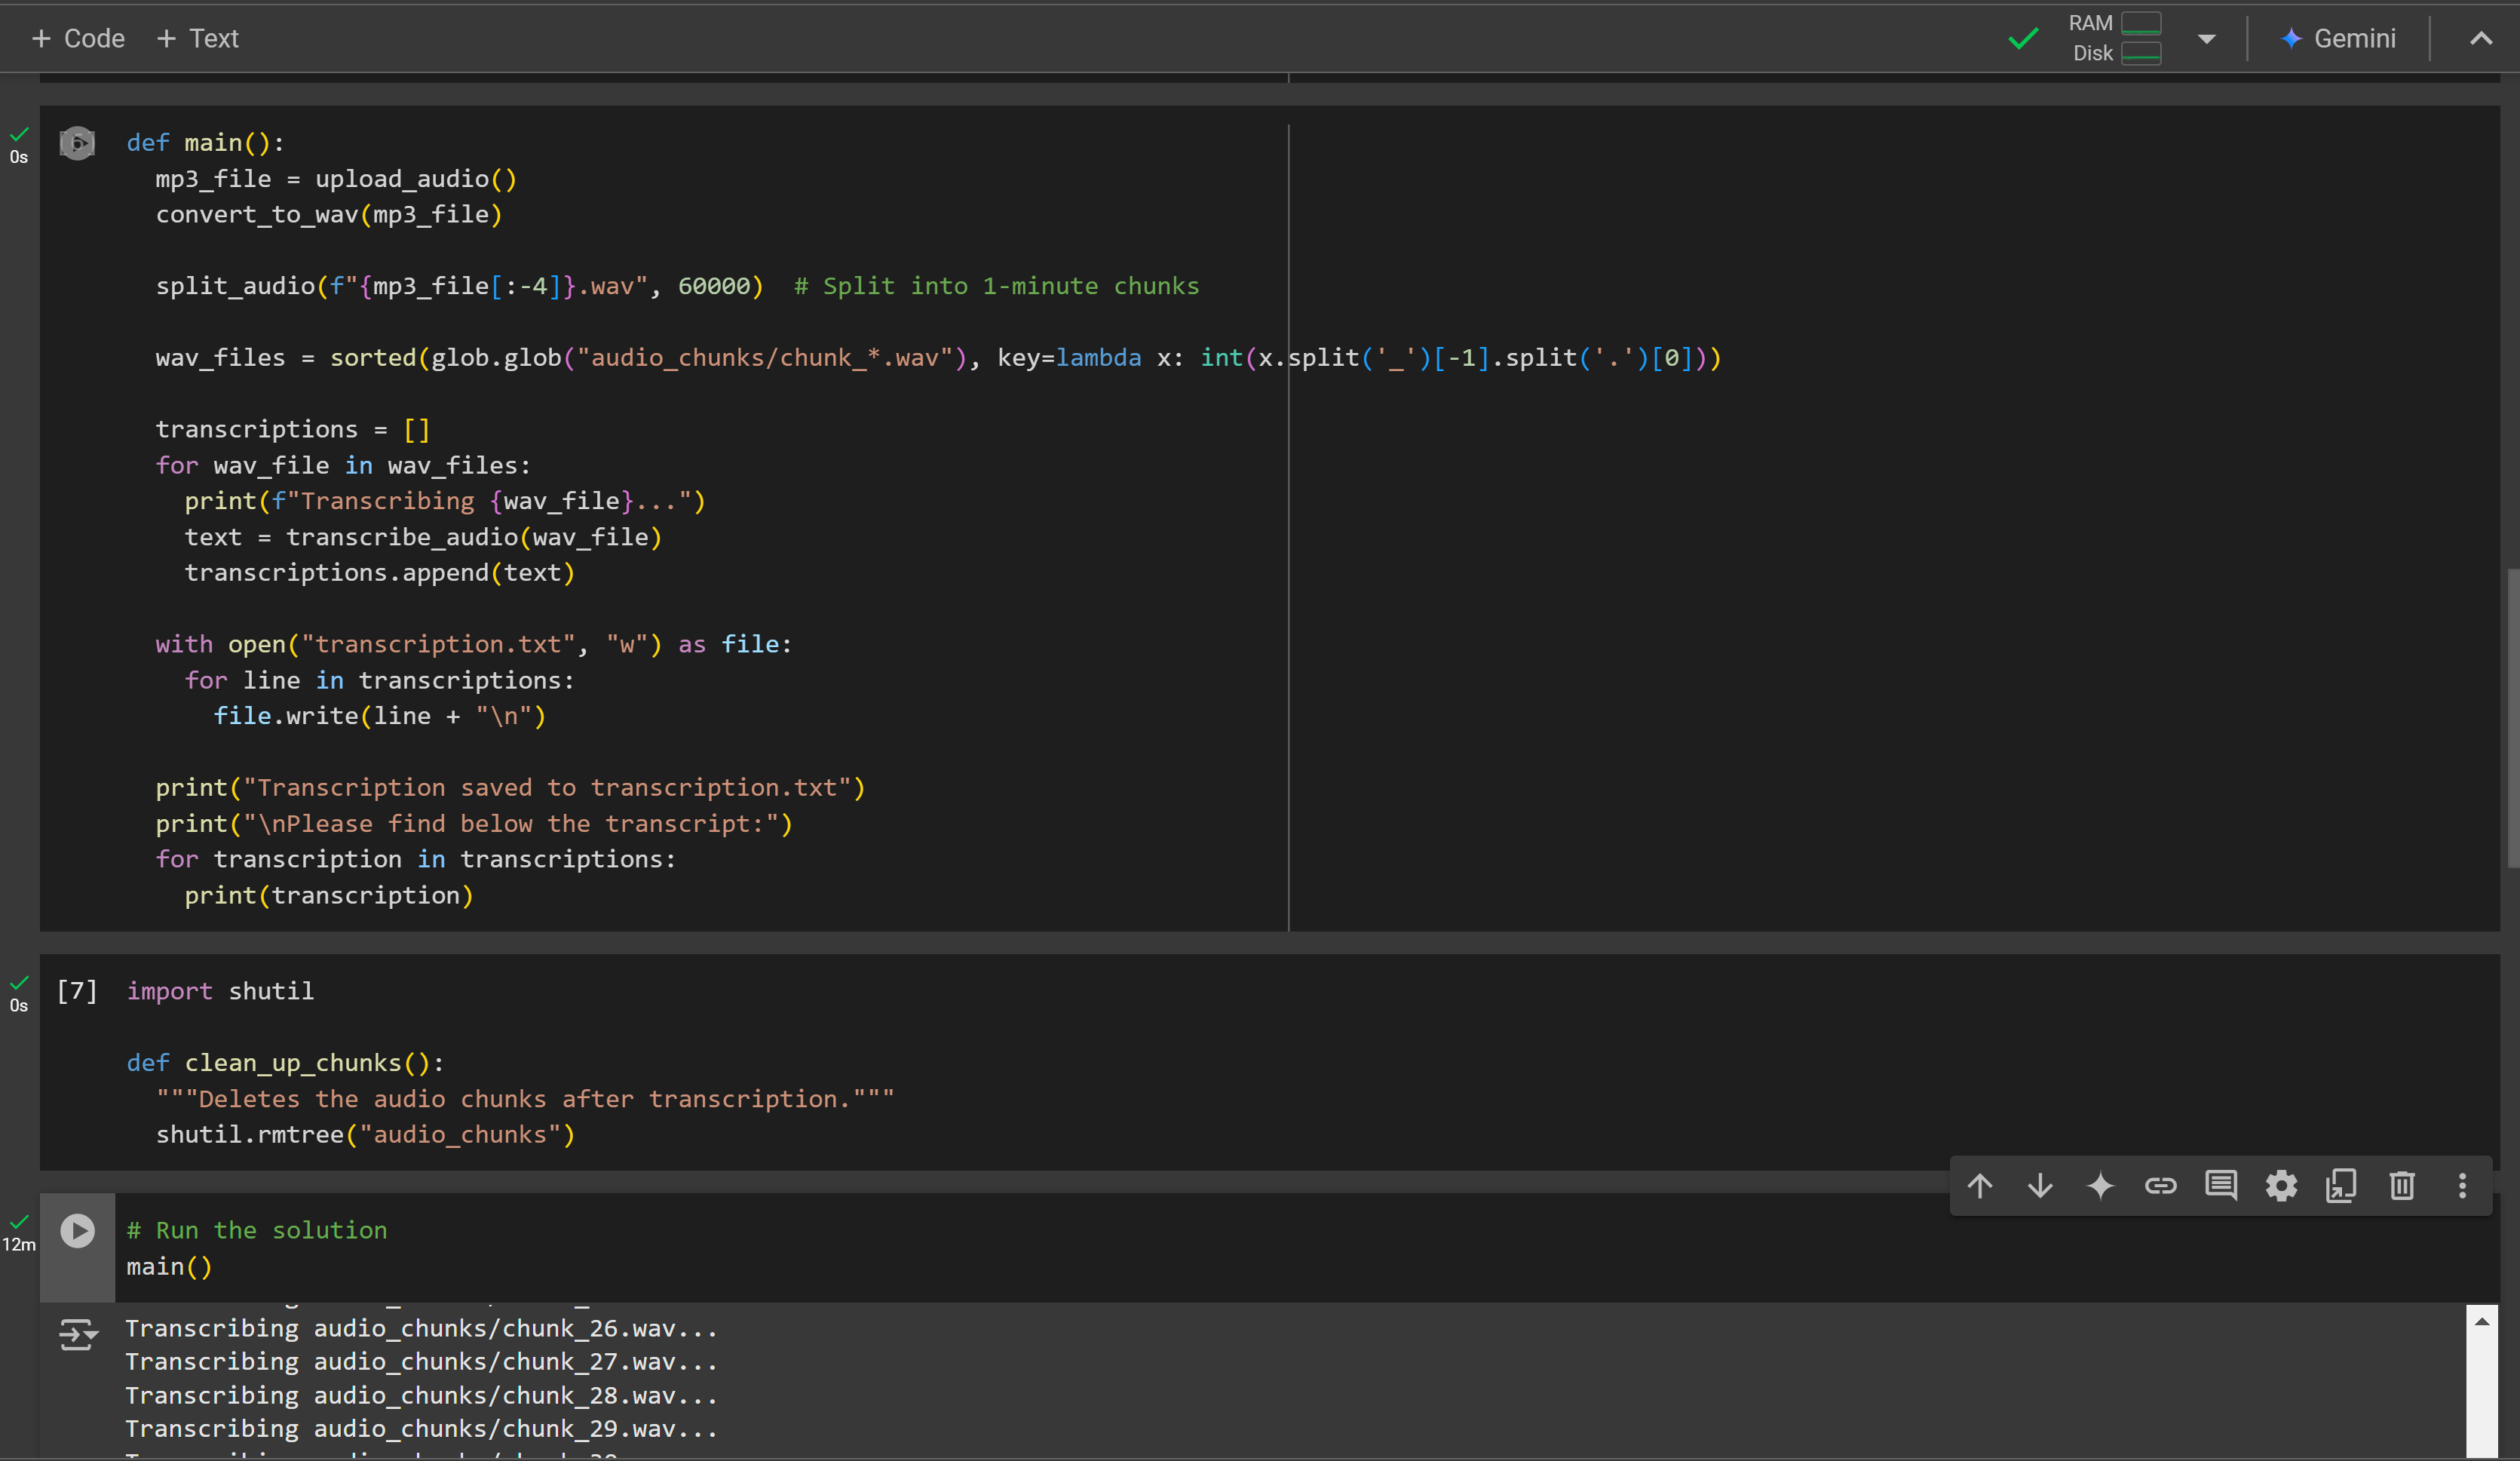 + Code + Text
RAM
Disk
Gemini
0s
def main():
  mp3_file = upload_audio()
  convert_to_wav(mp3_file)

  split_audio(f"{mp3_file[:-4]}.wav", 60000)  # Split into 1-minute chunks

  wav_files = sorted(glob.glob("audio_chunks/chunk_*.wav"), key=lambda x: int(x.split('_')[-1].split('.')[0]))

  transcriptions = []
  for wav_file in wav_files:
    print(f"Transcribing {wav_file}...")
    text = transcribe_audio(wav_file)
    transcriptions.append(text)

  with open("transcription.txt", "w") as file:
    for line in transcriptions:
      file.write(line + "\n")

  print("Transcription saved to transcription.txt")
  print("\nPlease find below the transcript:")
  for transcription in transcriptions:
    print(transcription)
0s
[7] import shutil

def clean_up_chunks():
  """Deletes the audio chunks after transcription."""
  shutil.rmtree("audio_chunks")
12m
# Run the solution
main()
Transcribing audio_chunks/chunk_26.wav...
Transcribing audio_chunks/chunk_27.wav...
Transcribing audio_chunks/chunk_28.wav...
Transcribing audio_chunks/chunk_29.wav...